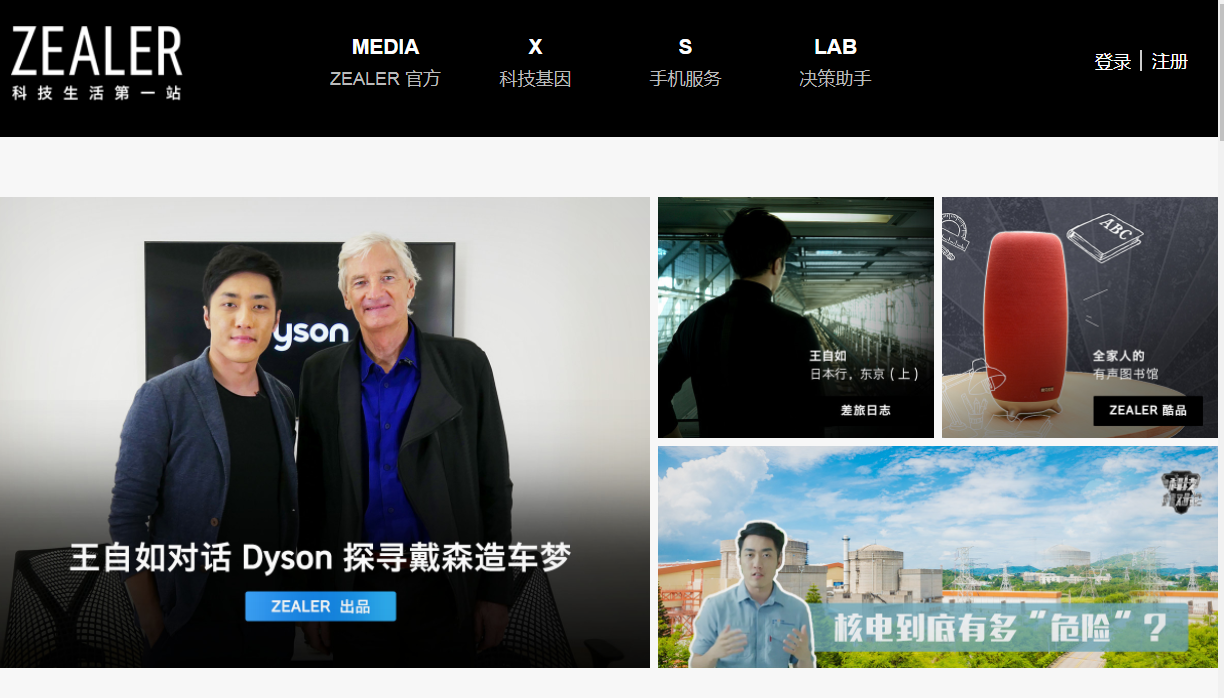 ZEALER
科技生活第一站
MEDIA
ZEALER 官方
X
科技基因
S
手机服务
LAB
决策助手
登录 | 注册
dyson
王自如对话 Dyson 探寻戴森造车梦
ZEALER 出品
王自如
日本行，东京（上）
差旅日志
ABC
全家人的
有声图书馆
ZEALER 酷品
核电到底有多“危险”？